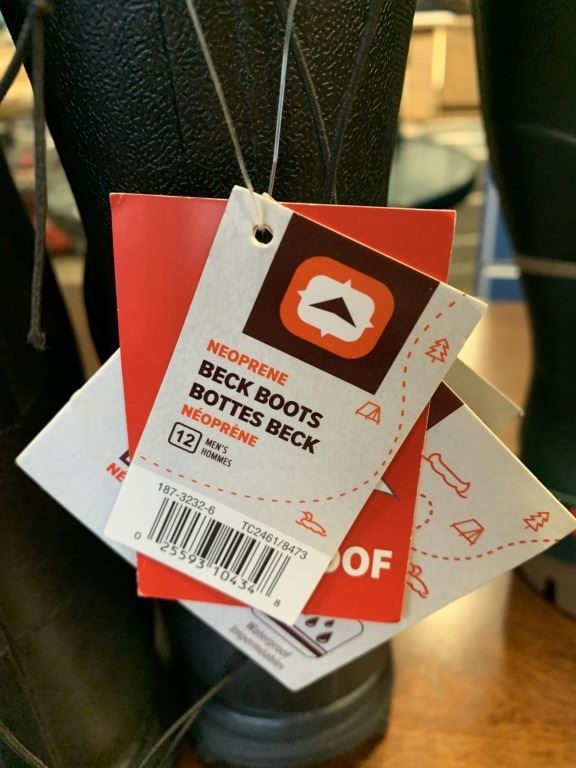 NEOPRENE
BECK BOOTS
BOTTES BECK
NÉOPRÈNE
12 MEN'S
HOMMES
187-3232-6 TC2461/8473
0 25593 10434 8
OOF
NE
Waterproof
Imperméables